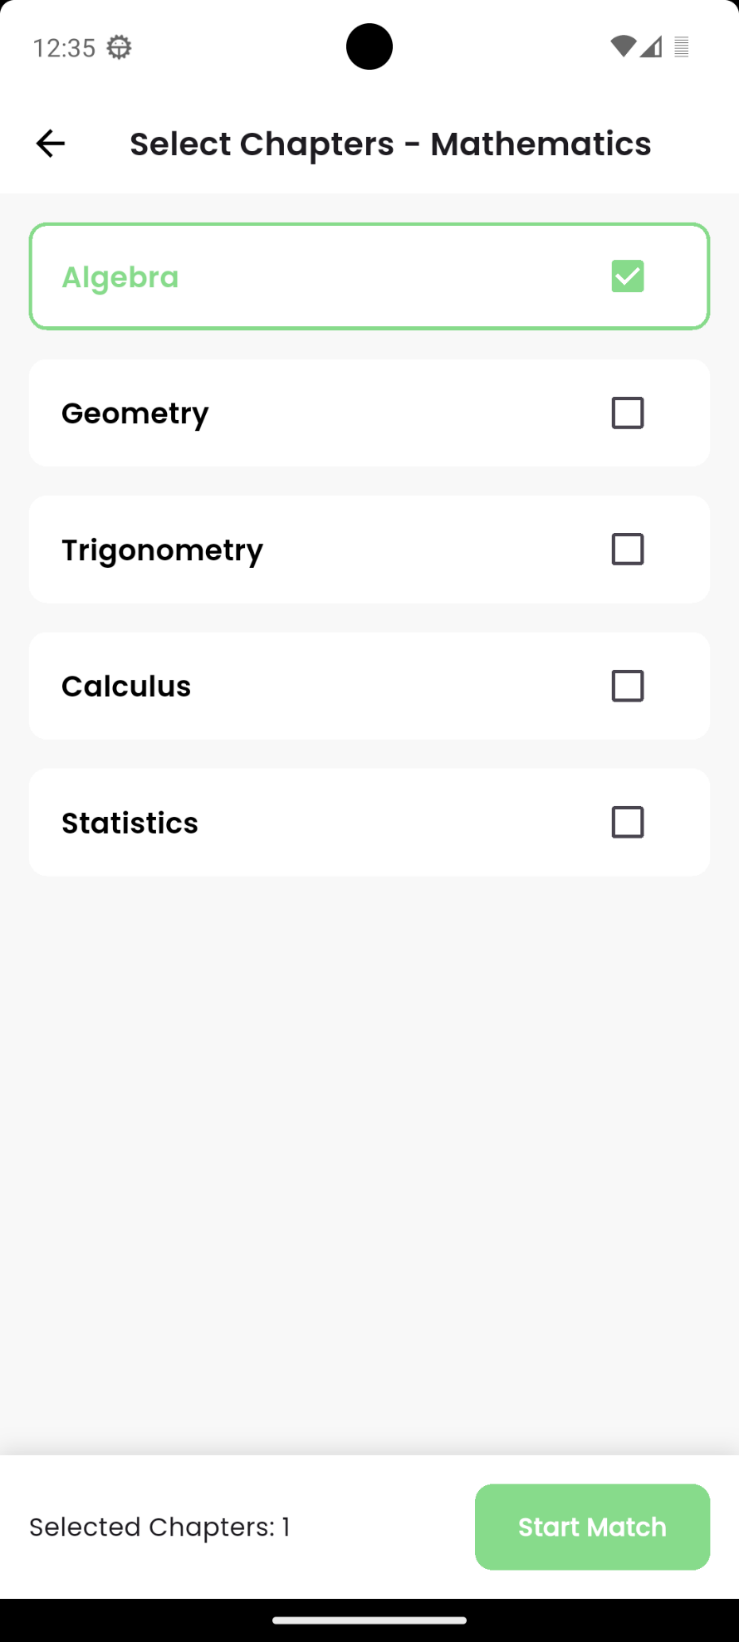 12:35
Select Chapters - Mathematics
Algebra
Geometry
Trigonometry
Calculus
Statistics
Selected Chapters: 1
Start Match